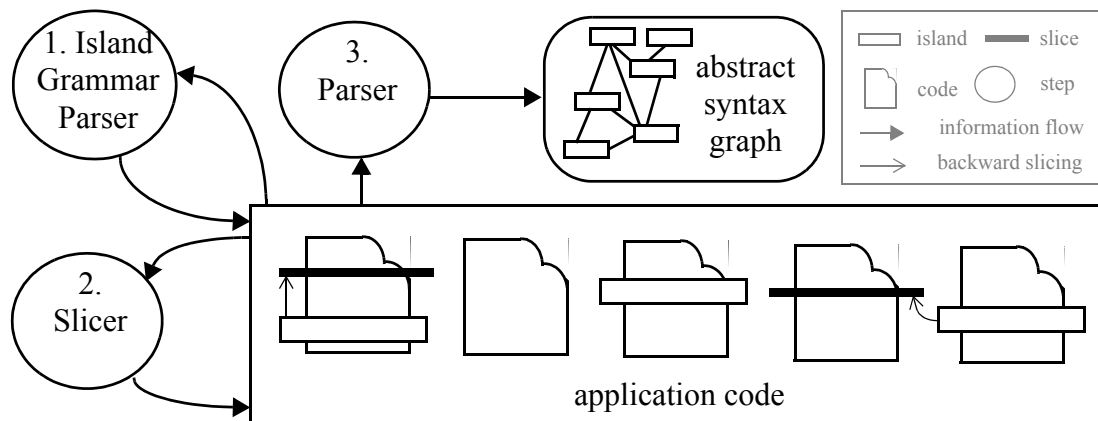 1. Island
Grammar
Parser
3.
Parser
abstract
syntax
graph
island
slice
code
step
information flow
backward slicing
2.
Slicer
application code